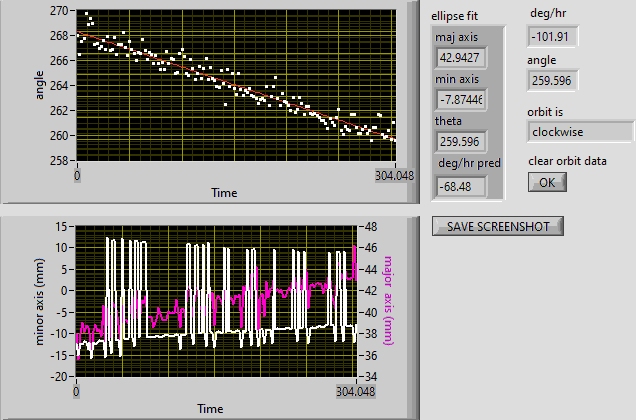 270
268
266
264
262
260
258
angle
0
304.048
Time
ellipse fit
maj axis
42.9427
min axis
-7.87446
theta
259.596
deg/hr pred
-68.48
deg/hr
-101.91
angle
259.596
orbit is
clockwise
clear orbit data
OK
SAVE SCREENSHOT
15
10
5
0
-5
-10
-15
-20
minor axis (mm)
48
46
44
42
40
38
36
34
major axis (mm)
0
304.048
Time